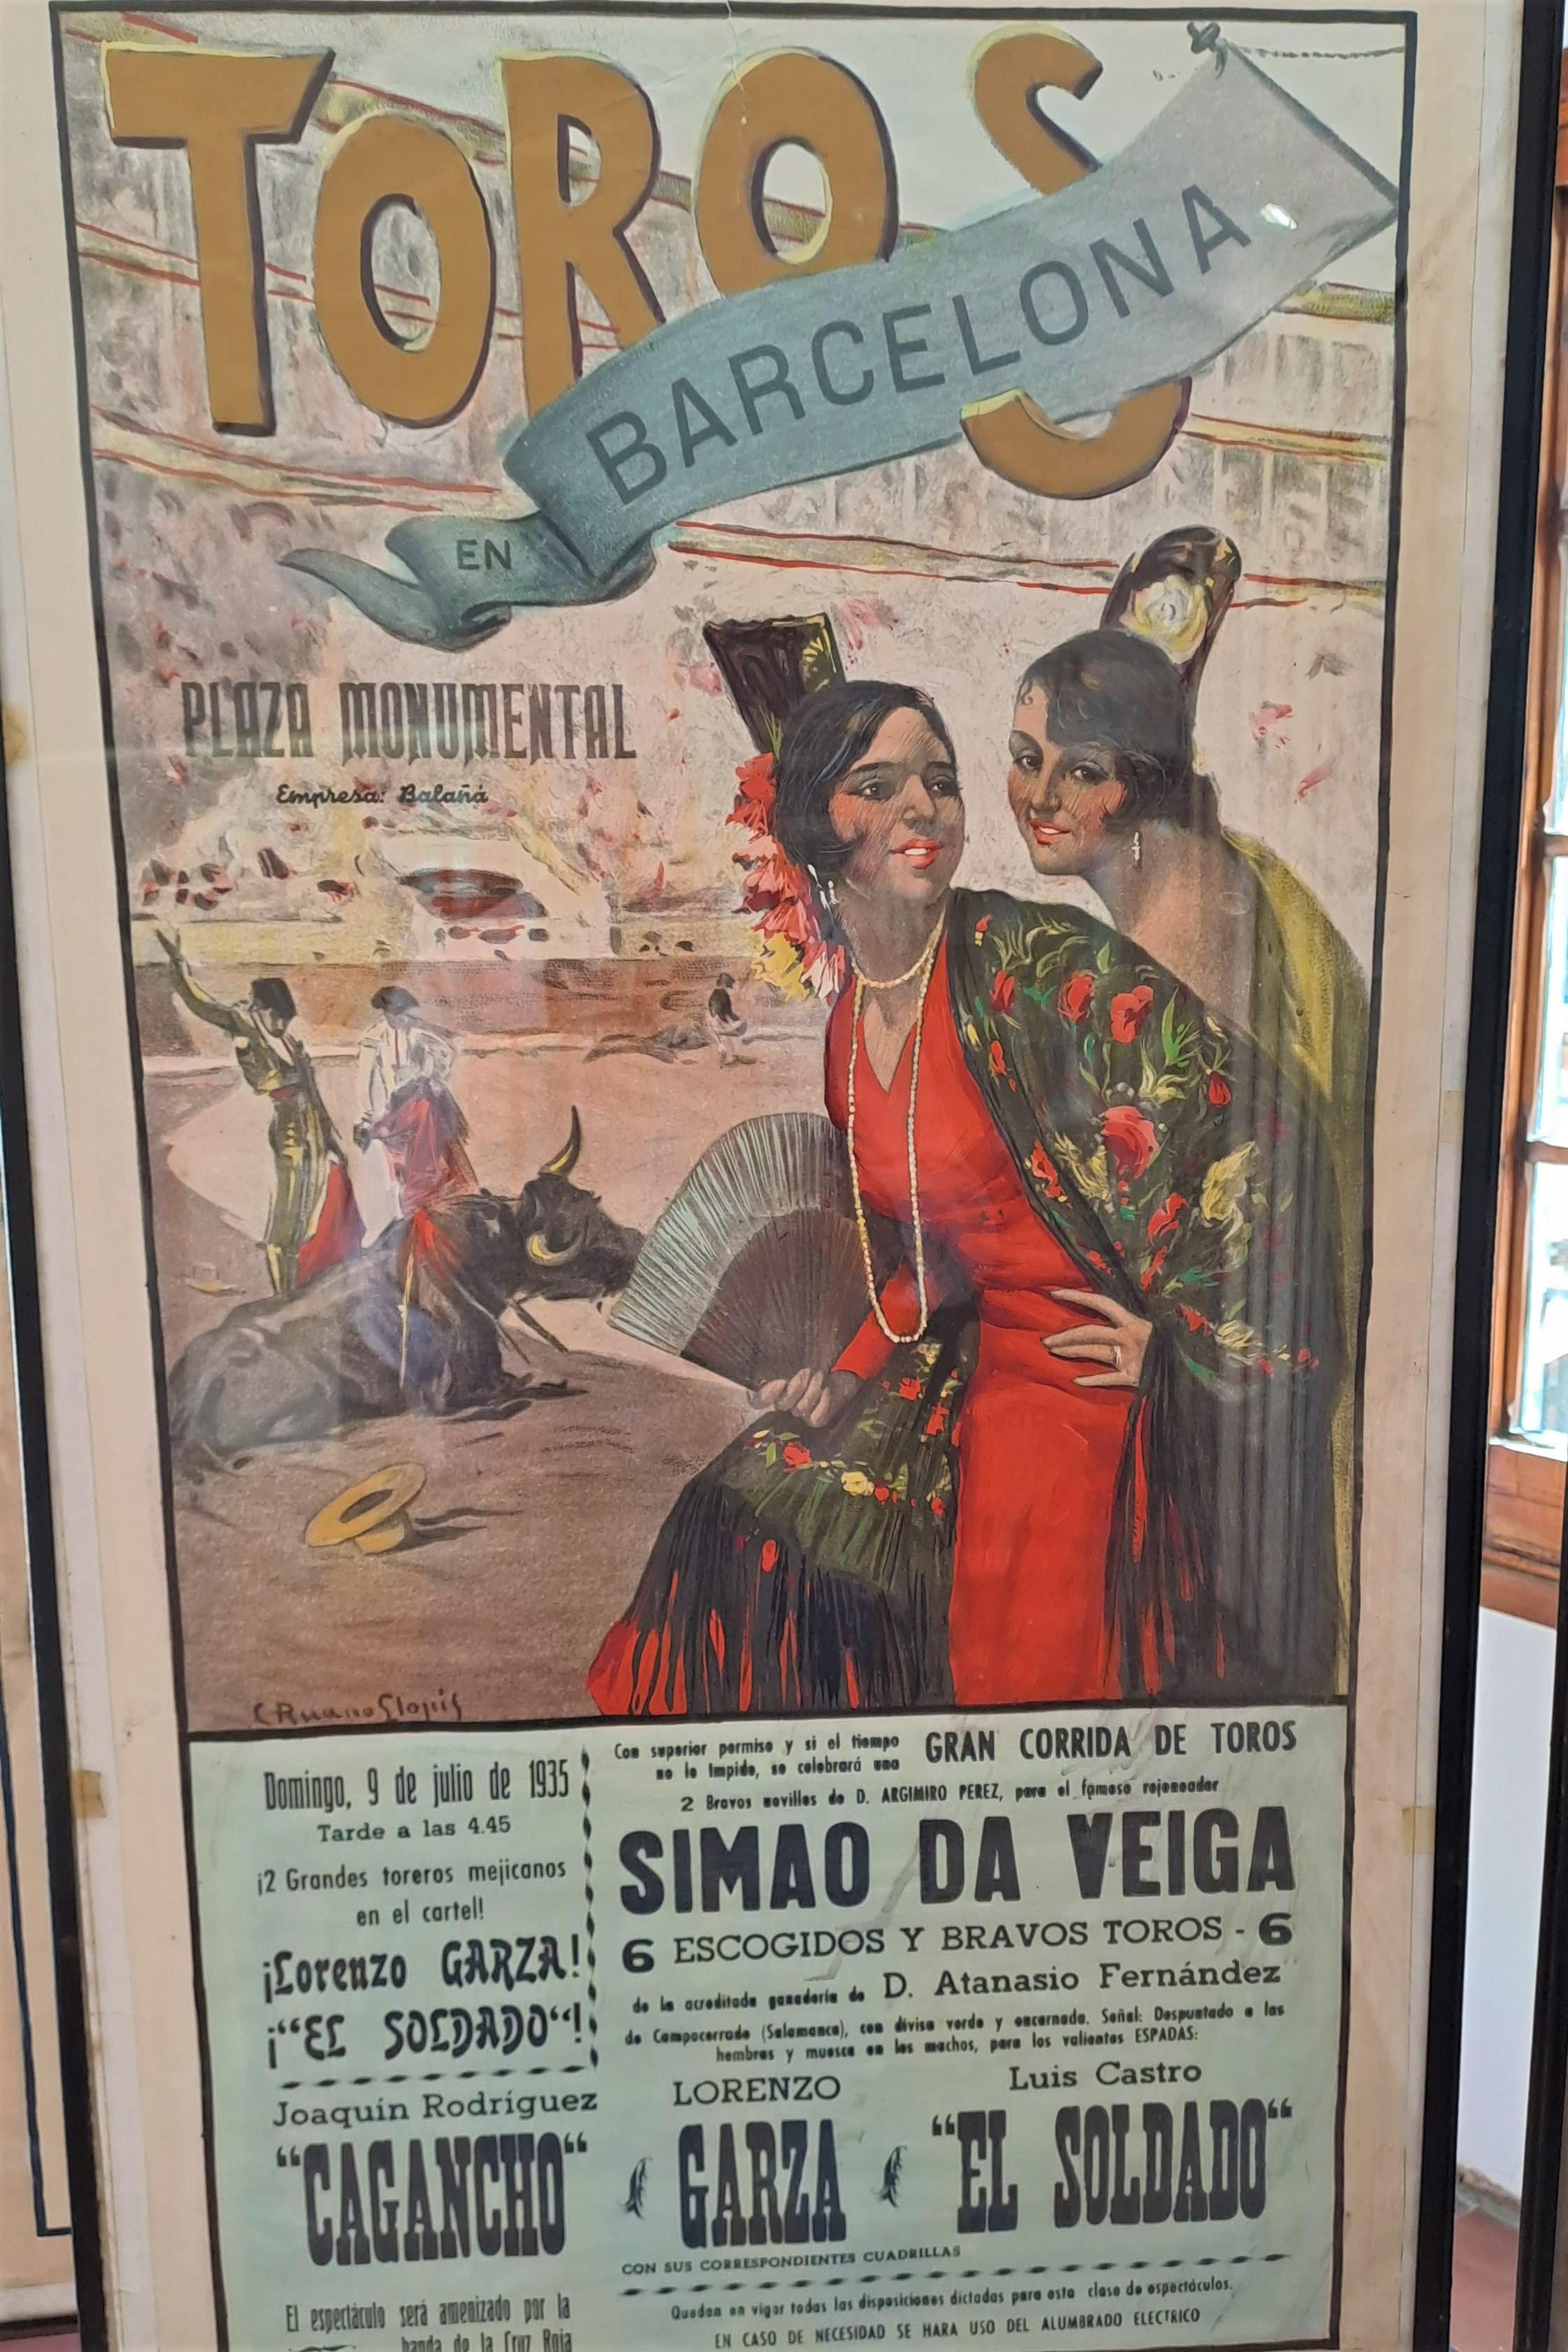 TOROS
EN BARCELONA
PLAZA MONUMENTAL
Empresa: Balañá
C Ruano Llopis
Domingo, 9 de julio de 1935
Tarde a las 4.45
¡2 Grandes toreros mejicanos
en el cartel!
¡Lorenzo GARZA!
¡"EL SOLDADO"!
Con superior permiso y si el tiempo
no lo impide, se celebrará una
GRAN CORRIDA DE TOROS
2 Bravos novillos de D. ARGIMIRO PEREZ, para el famoso rejoneador
SIMAO DA VEIGA
6 ESCOGIDOS Y BRAVOS TOROS - 6
de la acreditada ganadería de D. Atanasio Fernández
de Campocerrado (Salamanca), con divisa verde y encarnada. Señal: Despuntado a las
hembras y muesca en los machos, para los valientes ESPADAS:
Joaquín Rodríguez
"CAGANCHO"
LORENZO
GARZA
Luis Castro
"EL SOLDADO"
CON SUS CORRESPONDIENTES CUADRILLAS
El espectáculo será amenizado por la
banda de la Cruz Roja
Quedan en vigor todas las disposiciones dictadas para esta clase de espectáculos.
EN CASO DE NECESIDAD SE HARA USO DEL ALUMBRADO ELECTRICO